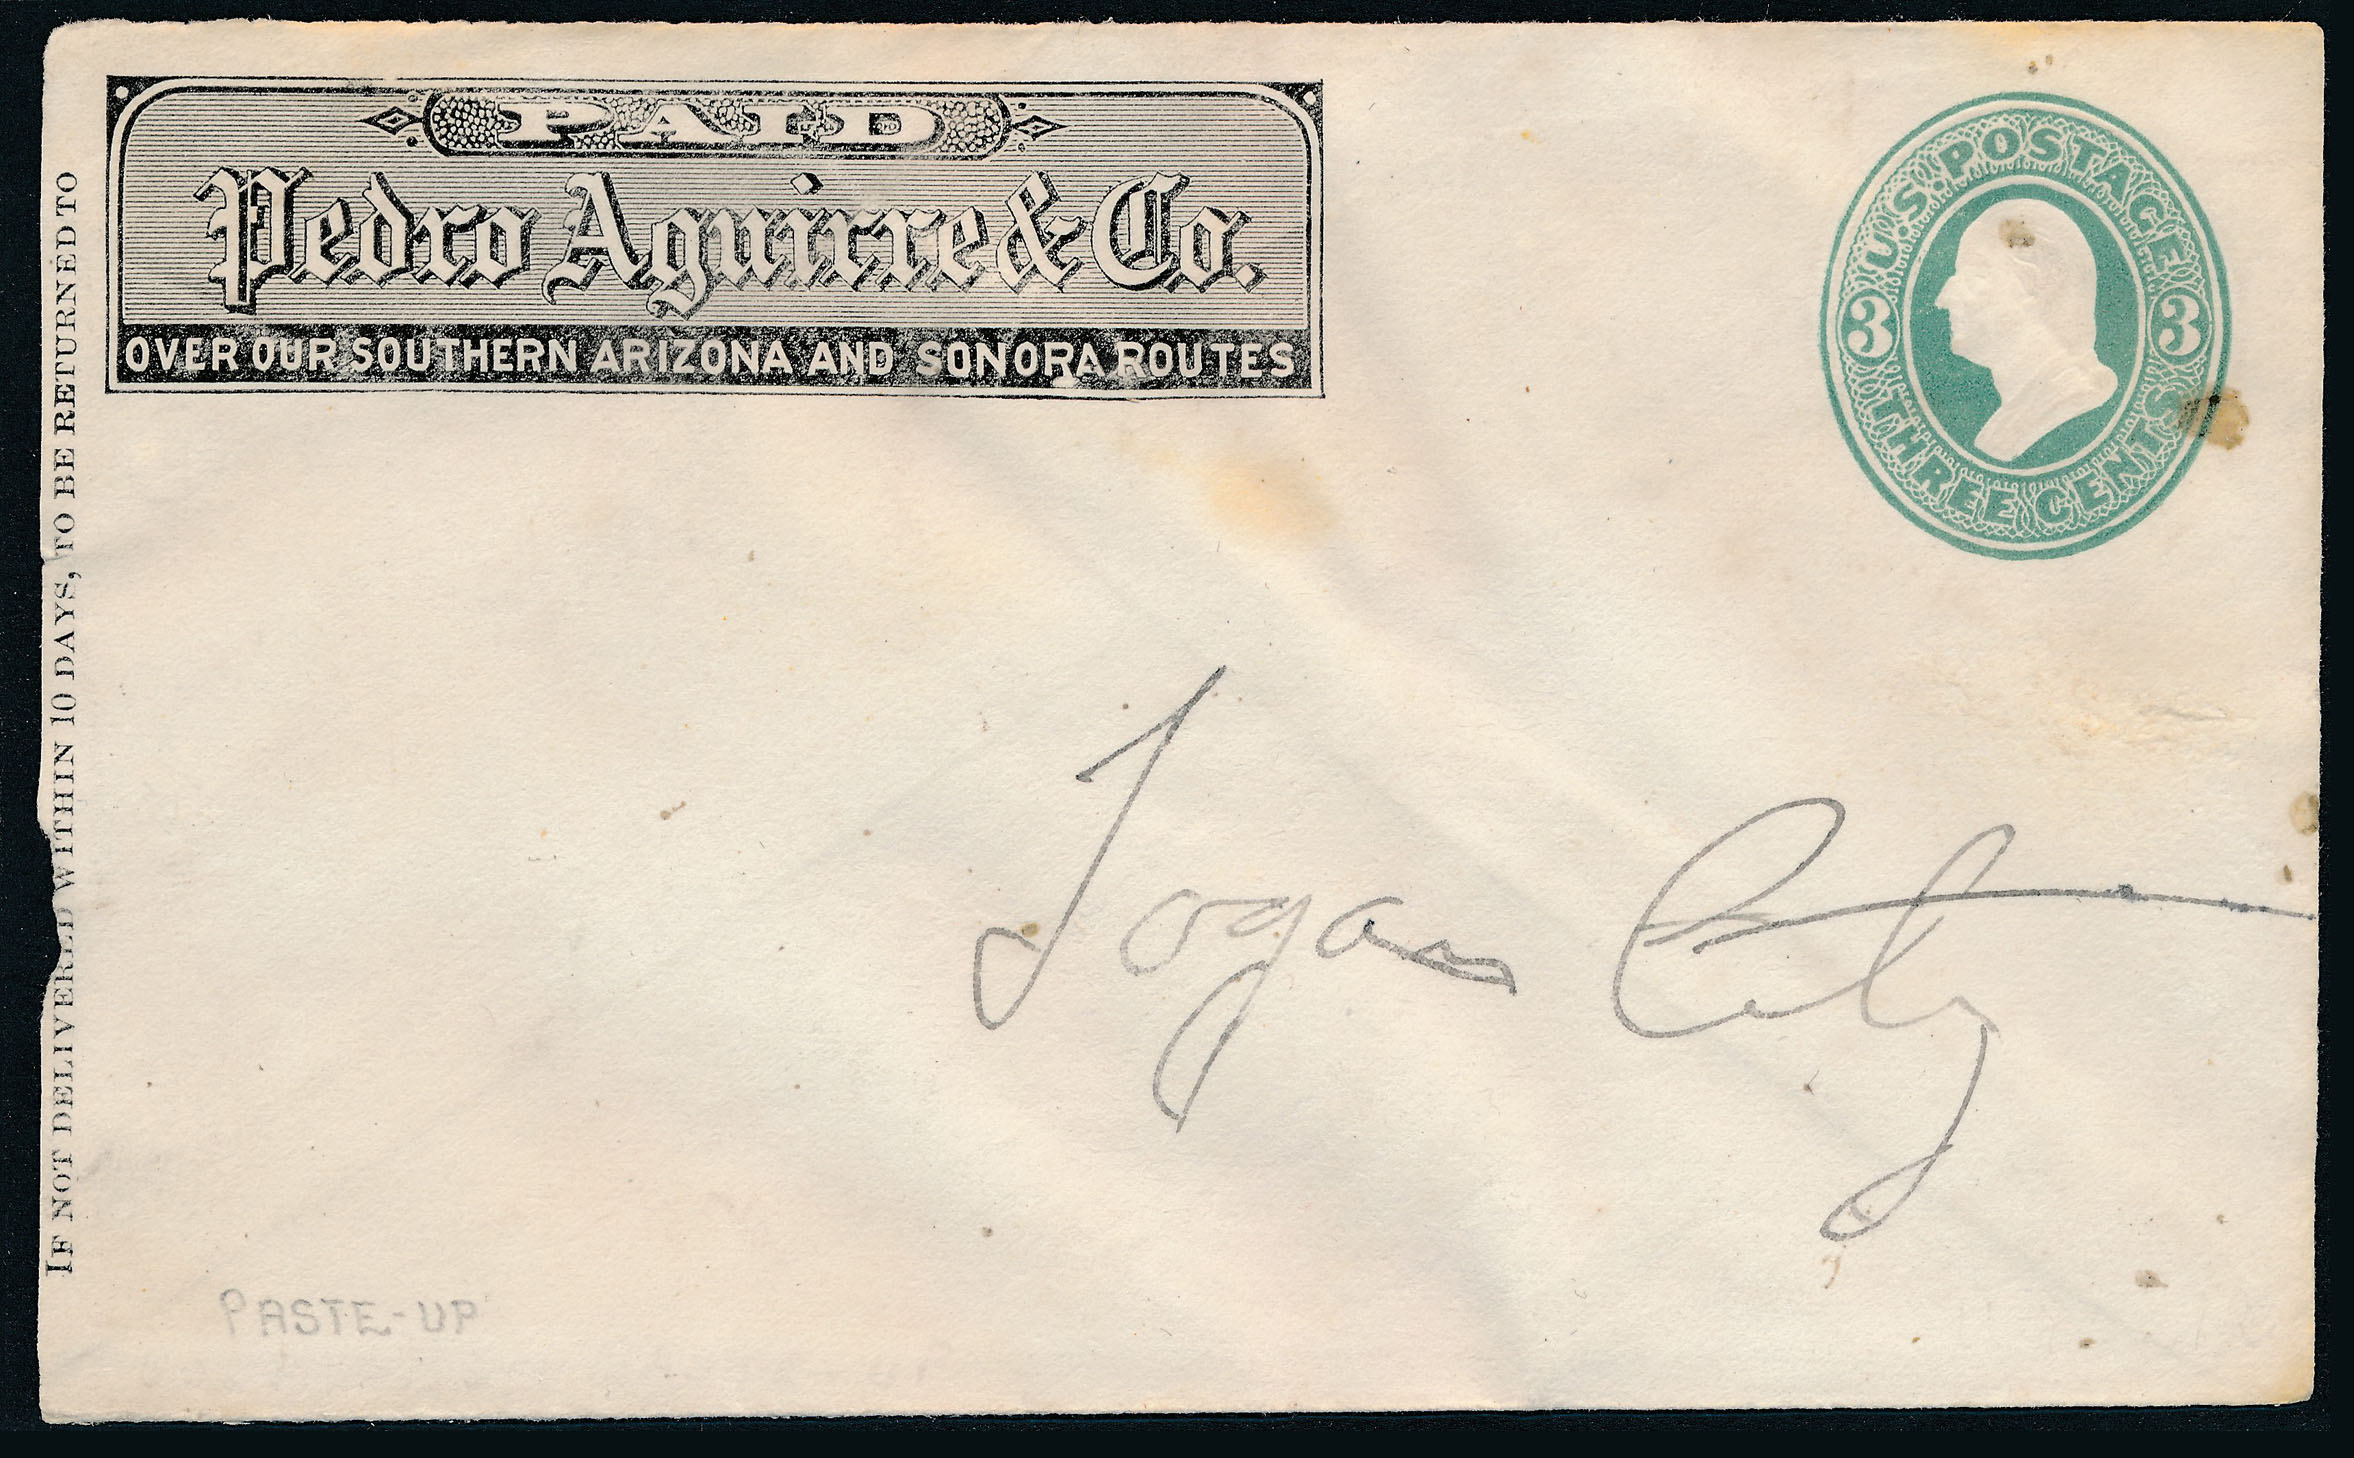 PAID
Pedro Aguirre & Co.
OVER OUR SOUTHERN ARIZONA AND SONORA ROUTES
U.S. POSTAGE
3 3
THREE CENTS
IF NOT DELIVERED WITHIN 10 DAYS, TO BE RETURNED TO
Logan City
PASTE-UP